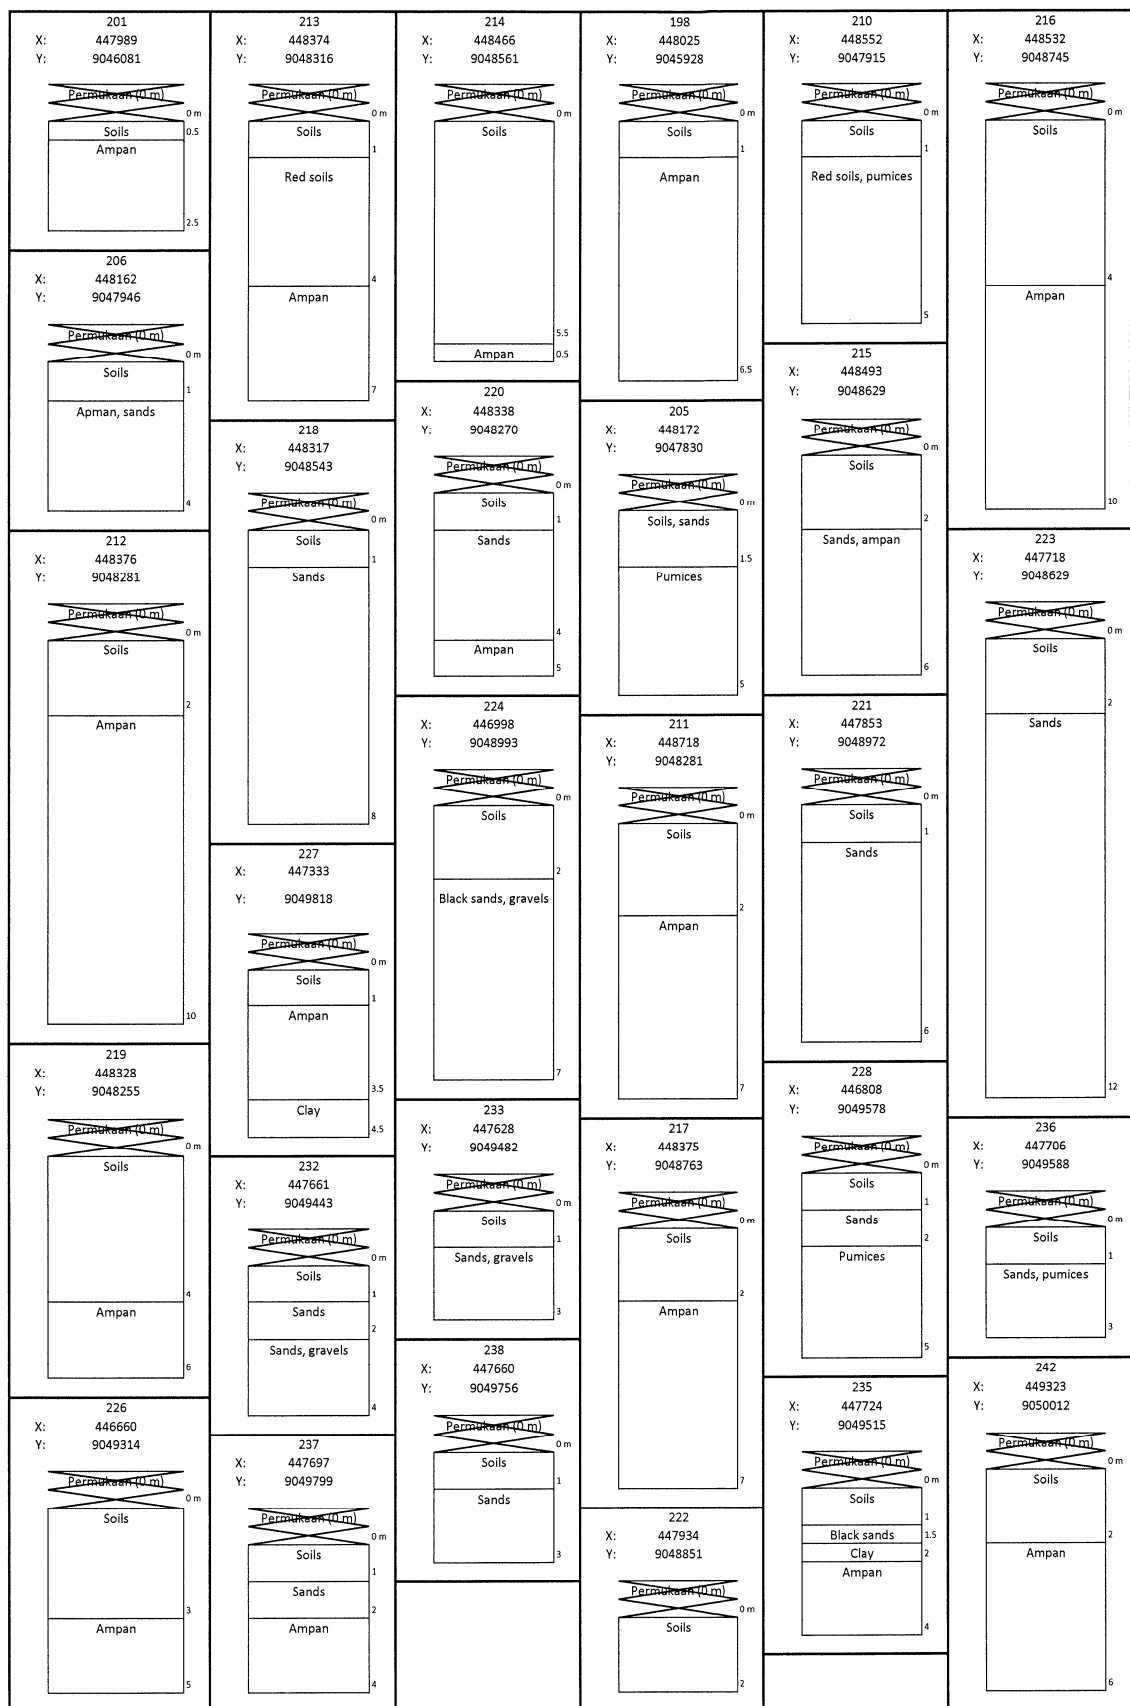 201
X: 447989
Y: 9046081
Permukaan (0 m)
0 m
Soils
0.5
Ampan
2.5
206
X: 448162
Y: 9047946
Permukaan (0 m)
0 m
Soils
1
Apman, sands
4
212
X: 448376
Y: 9048281
Permukaan (0 m)
0 m
Soils
2
Ampan
10
219
X: 448328
Y: 9048255
Permukaan (0 m)
0 m
Soils
4
Ampan
6
226
X: 446660
Y: 9049314
Permukaan (0 m)
0 m
Soils
3
Ampan
5
213
X: 448374
Y: 9048316
Permukaan (0 m)
0 m
Soils
1
Red soils
4
Ampan
7
218
X: 448317
Y: 9048543
Permukaan (0 m)
0 m
Soils
1
Sands
8
227
X: 447333
Y: 9049818
Permukaan (0 m)
0 m
Soils
1
Ampan
3.5
Clay
4.5
232
X: 447661
Y: 9049443
Permukaan (0 m)
0 m
Soils
1
Sands
2
Sands, gravels
4
237
X: 447697
Y: 9049799
Permukaan (0 m)
0 m
Soils
1
Sands
2
Ampan
4
214
X: 448466
Y: 9048561
Permukaan (0 m)
0 m
Soils
5.5
Ampan
0.5
220
X: 448338
Y: 9048270
Permukaan (0 m)
0 m
Soils
1
Sands
4
Ampan
5
224
X: 446998
Y: 9048993
Permukaan (0 m)
0 m
Soils
2
Black sands, gravels
7
233
X: 447628
Y: 9049482
Permukaan (0 m)
0 m
Soils
1
Sands, gravels
3
238
X: 447660
Y: 9049756
Permukaan (0 m)
0 m
Soils
1
Sands
3
198
X: 448025
Y: 9045928
Permukaan (0 m)
0 m
Soils
1
Ampan
6.5
205
X: 448172
Y: 9047830
Permukaan (0 m)
0 m
Soils, sands
1.5
Pumices
5
211
X: 448718
Y: 9048281
Permukaan (0 m)
0 m
Soils
2
Ampan
7
217
X: 448375
Y: 9048763
Permukaan (0 m)
0 m
Soils
2
Ampan
7
222
X: 447934
Y: 9048851
Permukaan (0 m)
0 m
Soils
2
210
X: 448552
Y: 9047915
Permukaan (0 m)
0 m
Soils
1
Red soils, pumices
5
215
X: 448493
Y: 9048629
Permukaan (0 m)
0 m
Soils
2
Sands, ampan
6
221
X: 447853
Y: 9048972
Permukaan (0 m)
0 m
Soils
1
Sands
6
228
X: 446808
Y: 9049578
Permukaan (0 m)
0 m
Soils
1
Sands
2
Pumices
5
235
X: 447724
Y: 9049515
Permukaan (0 m)
0 m
Soils
1
Black sands
1.5
Clay
2
Ampan
4
216
X: 448532
Y: 9048745
Permukaan (0 m)
0 m
Soils
4
Ampan
10
223
X: 447718
Y: 9048629
Permukaan (0 m)
0 m
Soils
2
Sands
12
236
X: 447706
Y: 9049588
Permukaan (0 m)
0 m
Soils
1
Sands, pumices
3
242
X: 449323
Y: 9050012
Permukaan (0 m)
0 m
Soils
2
Ampan
6